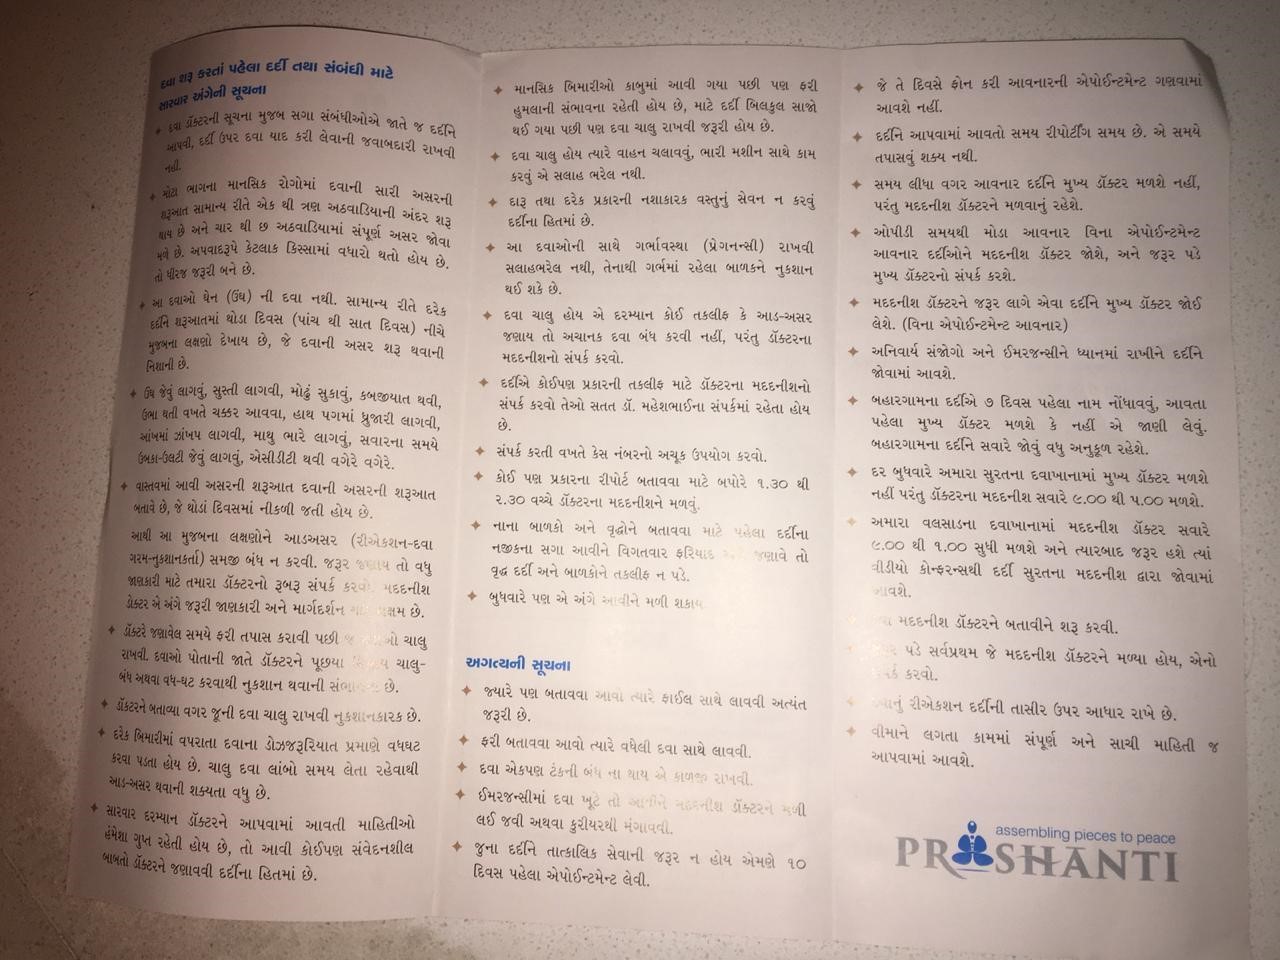 દવા શરૂ કરતાં પહેલા દર્દી તથા સંબંધી માટે
સારવાર અંગેની સૂચના
દવા ડૉક્ટરની સૂચના મુજબ સગા સંબંધીઓએ જાતે જ દર્દીને
આપવી, દર્દી ઉપર દવા યાદ કરી લેવાની જવાબદારી રાખવી
નહી.
મોટા ભાગના માનસિક રોગોમાં દવાની સારી અસરની
શરૂઆત સામાન્ય રીતે એક થી ત્રણ અઠવાડિયાની અંદર શરૂ
થાય છે અને ચાર થી છ અઠવાડિયામાં સંપૂર્ણ અસર જોવા
મળે છે. અપવાદરૂપે કેટલાક કિસ્સામાં વધારો થતો હોય છે.
તો ધીરજ જરૂરી બને છે.
આ દવાઓ ઘેન (ઉંઘ) ની દવા નથી. સામાન્ય રીતે દરેક
દર્દીને શરૂઆતમાં થોડા દિવસ (પાંચ થી સાત દિવસ) નીચે
મુજબના લક્ષણો દેખાય છે, જે દવાની અસર શરૂ થવાની
નિશાની છે.
ઉંઘ જેવું લાગવું, સુસ્તી લાગવી, મોઢું સુકાવું, કબજીયાત થવી,
ઉભા થતી વખતે ચક્કર આવવા, હાથ પગમાં ધ્રુજારી લાગવી,
આંખમાં ઝાંખપ લાગવી, માથુ ભારે લાગવું, સવારના સમયે
ઉબકા-ઉલટી જેવું લાગવું, એસીડીટી થવી વગેરે વગેરે.
વાસ્તવમાં આવી અસરની શરૂઆત દવાની અસરની શરૂઆત
બતાવે છે, જે થોડાં દિવસમાં નીકળી જતી હોય છે.
આથી આ મુજબના લક્ષણોને આડઅસર (રીએકશન-દવા
ગરમ-નુકશાનકર્તા) સમજી બંધ ન કરવી. જરૂર જણાય તો વધુ
જાણકારી માટે તમારા ડૉક્ટરનો રૂબરૂ સંપર્ક કરવો. મદદનીશ
ડોક્ટર એ અંગે જરૂરી જાણકારી અને માર્ગદર્શન સક્ષમ છે.
ડૉક્ટરે જણાવેલ સમયે ફરી તપાસ કરાવી પછી જ ચાલુ
રાખવી. દવાઓ પોતાની જાતે ડૉક્ટરને પૂછયા સિવાય ચાલુ-
બંધ અથવા વધ-ઘટ કરવાથી નુકશાન થવાની સંભાવના છે.
ડૉક્ટરને બતાવ્યા વગર જૂની દવા ચાલુ રાખવી નુકશાનકારક છે.
દરેક બિમારીમાં વપરાતા દવાના ડોઝજરૂરિયાત પ્રમાણે વધઘટ
કરવા પડતા હોય છે. ચાલુ દવા લાંબો સમય લેતા રહેવાથી
આડ-અસર થવાની શક્યતા વધુ છે.
સારવાર દરમ્યાન ડૉક્ટરને આપવામાં આવતી માહિતીઓ
હંમેશા ગુપ્ત રહેતી હોય છે, તો આવી કોઈપણ સંવેદનશીલ
બાબતો ડૉક્ટરને જણાવવી દર્દીના હિતમાં છે.
માનસિક બિમારીઓ કાબુમાં આવી ગયા પછી પણ ફરી
હુમલાની સંભાવના રહેતી હોય છે, માટે દર્દી બિલકુલ સાજો
થઈ ગયા પછી પણ દવા ચાલુ રાખવી જરૂરી હોય છે.
દવા ચાલુ હોય ત્યારે વાહન ચલાવવું, ભારી મશીન સાથે કામ
કરવું એ સલાહ ભરેલ નથી.
દારૂ તથા દરેક પ્રકારની નશાકારક વસ્તુનું સેવન ન કરવું
દર્દીના હિતમાં છે.
આ દવાઓની સાથે ગર્ભાવસ્થા (પ્રેગનન્સી) રાખવી
સલાહભરેલ નથી, તેનાથી ગર્ભમાં રહેલા બાળકને નુકશાન
થઈ શકે છે.
દવા ચાલુ હોય એ દરમ્યાન કોઈ તકલીફ કે આડ-અસર
જણાય તો અચાનક દવા બંધ કરવી નહીં, પરંતુ ડૉક્ટરના
મદદનીશનો સંપર્ક કરવો.
દર્દીએ કોઈપણ પ્રકારની તકલીફ માટે ડૉક્ટરના મદદનીશનો
સંપર્ક કરવો તેઓ સતત ડૉ. મહેશભાઈના સંપર્કમાં રહેતા હોય
છે.
સંપર્ક કરતી વખતે કેસ નંબરનો અચૂક ઉપયોગ કરવો.
કોઈ પણ પ્રકારના રીપોર્ટ બતાવવા માટે બપોરે ૧.૩૦ થી
૨.૩૦ વચ્ચે ડૉક્ટરના મદદનીશને મળવું.
નાના બાળકો અને વૃદ્ધોને બતાવવા માટે પહેલા દર્દીના
નજીકના સગા આવીને વિગતવાર ફરિયાદ જણાવે તો
વૃદ્ધ દર્દી અને બાળકોને તકલીફ ન પડે.
બુધવારે પણ એ અંગે આવીને મળી શકાય
અગત્યની સૂચના
જ્યારે પણ બતાવવા આવો ત્યારે ફાઈલ સાથે લાવવી અત્યંત
જરૂરી છે.
ફરી બતાવવા આવો ત્યારે વધેલી દવા સાથે લાવવી.
દવા એકપણ ટંકની બંધ ના થાય એ કાળજી રાખવી.
ઈમરજન્સીમાં દવા ખૂટે તો આવીને મદદનીશ ડૉક્ટરને મળી
લઈ જવી અથવા કુરીયરથી મંગાવવી.
જુના દર્દીને તાત્કાલિક સેવાની જરૂર ન હોય એમણે ૧૦
દિવસ પહેલા એપોઈન્ટમેન્ટ લેવી.
જે તે દિવસે ફોન કરી આવનારની એપોઈન્ટમેન્ટ ગણવામાં
આવશે નહીં.
દર્દીને આપવામાં આવતો સમય રીપોર્ટીંગ સમય છે. એ સમયે
તપાસવું શક્ય નથી.
સમય લીધા વગર આવનાર દર્દીને મુખ્ય ડૉક્ટર મળશે નહીં,
પરંતુ મદદનીશ ડૉક્ટરને મળવાનું રહેશે.
ઓપીડી સમયથી મોડા આવનાર વિના એપોઈન્ટમેન્ટ
આવનાર દર્દીઓને મદદનીશ ડૉક્ટર જોશે, અને જરૂર પડે
મુખ્ય ડૉક્ટરનો સંપર્ક કરશે.
મદદનીશ ડૉક્ટરને જરૂર લાગે એવા દર્દીને મુખ્ય ડૉક્ટર જોઈ
લેશે. (વિના એપોઈન્ટમેન્ટ આવનાર)
અનિવાર્ય સંજોગો અને ઈમરજન્સીને ધ્યાનમાં રાખીને દર્દીને
જોવામાં આવશે.
બહારગામના દર્દીએ ૭ દિવસ પહેલા નામ નોંધાવવું, આવતા
પહેલા મુખ્ય ડૉક્ટર મળશે કે નહીં એ જાણી લેવું.
બહારગામના દર્દીને સવારે જોવું વધુ અનુકૂળ રહેશે.
દર બુધવારે અમારા સુરતના દવાખાનામાં મુખ્ય ડૉક્ટર મળશે
નહીં પરંતુ ડૉક્ટરના મદદનીશ સવારે ૯.૦૦ થી ૫.૦૦ મળશે.
અમારા વલસાડના દવાખાનામાં મદદનીશ ડૉક્ટર સવારે
૯.૦૦ થી ૧.૦૦ સુધી મળશે અને ત્યારબાદ જરૂર હશે ત્યાં
વીડીયો કોન્ફરન્સથી દર્દી સુરતના મદદનીશ દ્વારા જોવામાં
આવશે.
મદદનીશ ડૉક્ટરને બતાવીને શરૂ કરવી.
પડે સર્વપ્રથમ જે મદદનીશ ડૉક્ટરને મળ્યા હોય, એનો
સંપર્ક કરવો.
રીએકશન દર્દીની તાસીર ઉપર આધાર રાખે છે.
વીમાને લગતા કામમાં સંપૂર્ણ અને સાચી માહિતી જ
આપવામાં આવશે.
assembling pieces to peace
PRASHĀNTI